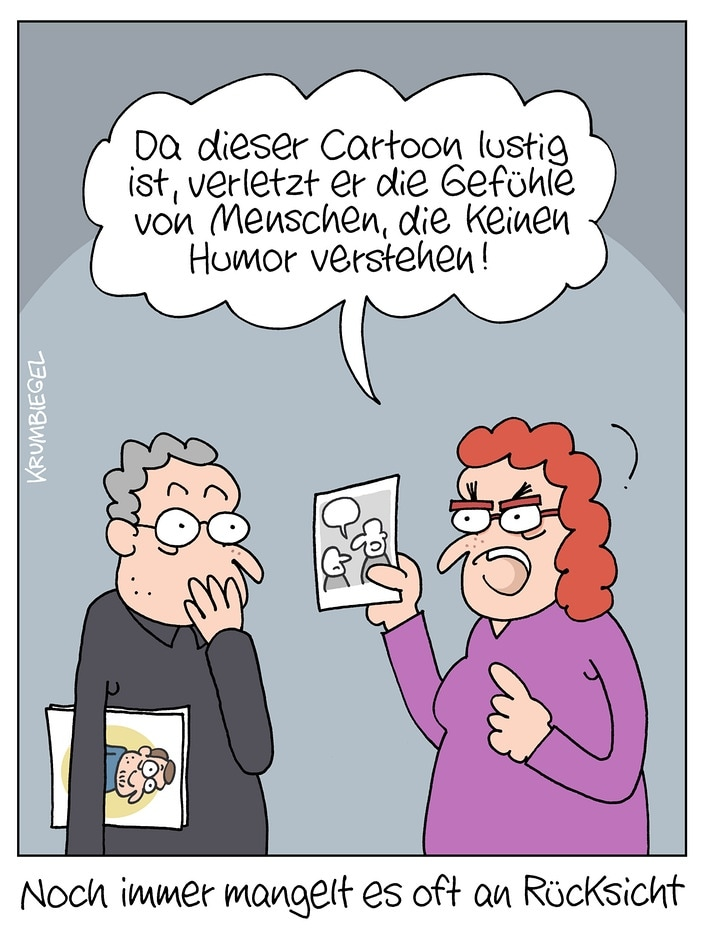 Da dieser Cartoon lustig
ist, verletzt er die Gefühle
von Menschen, die keinen
Humor verstehen!
KRUMBIEGEL
Noch immer mangelt es oft an Rücksicht